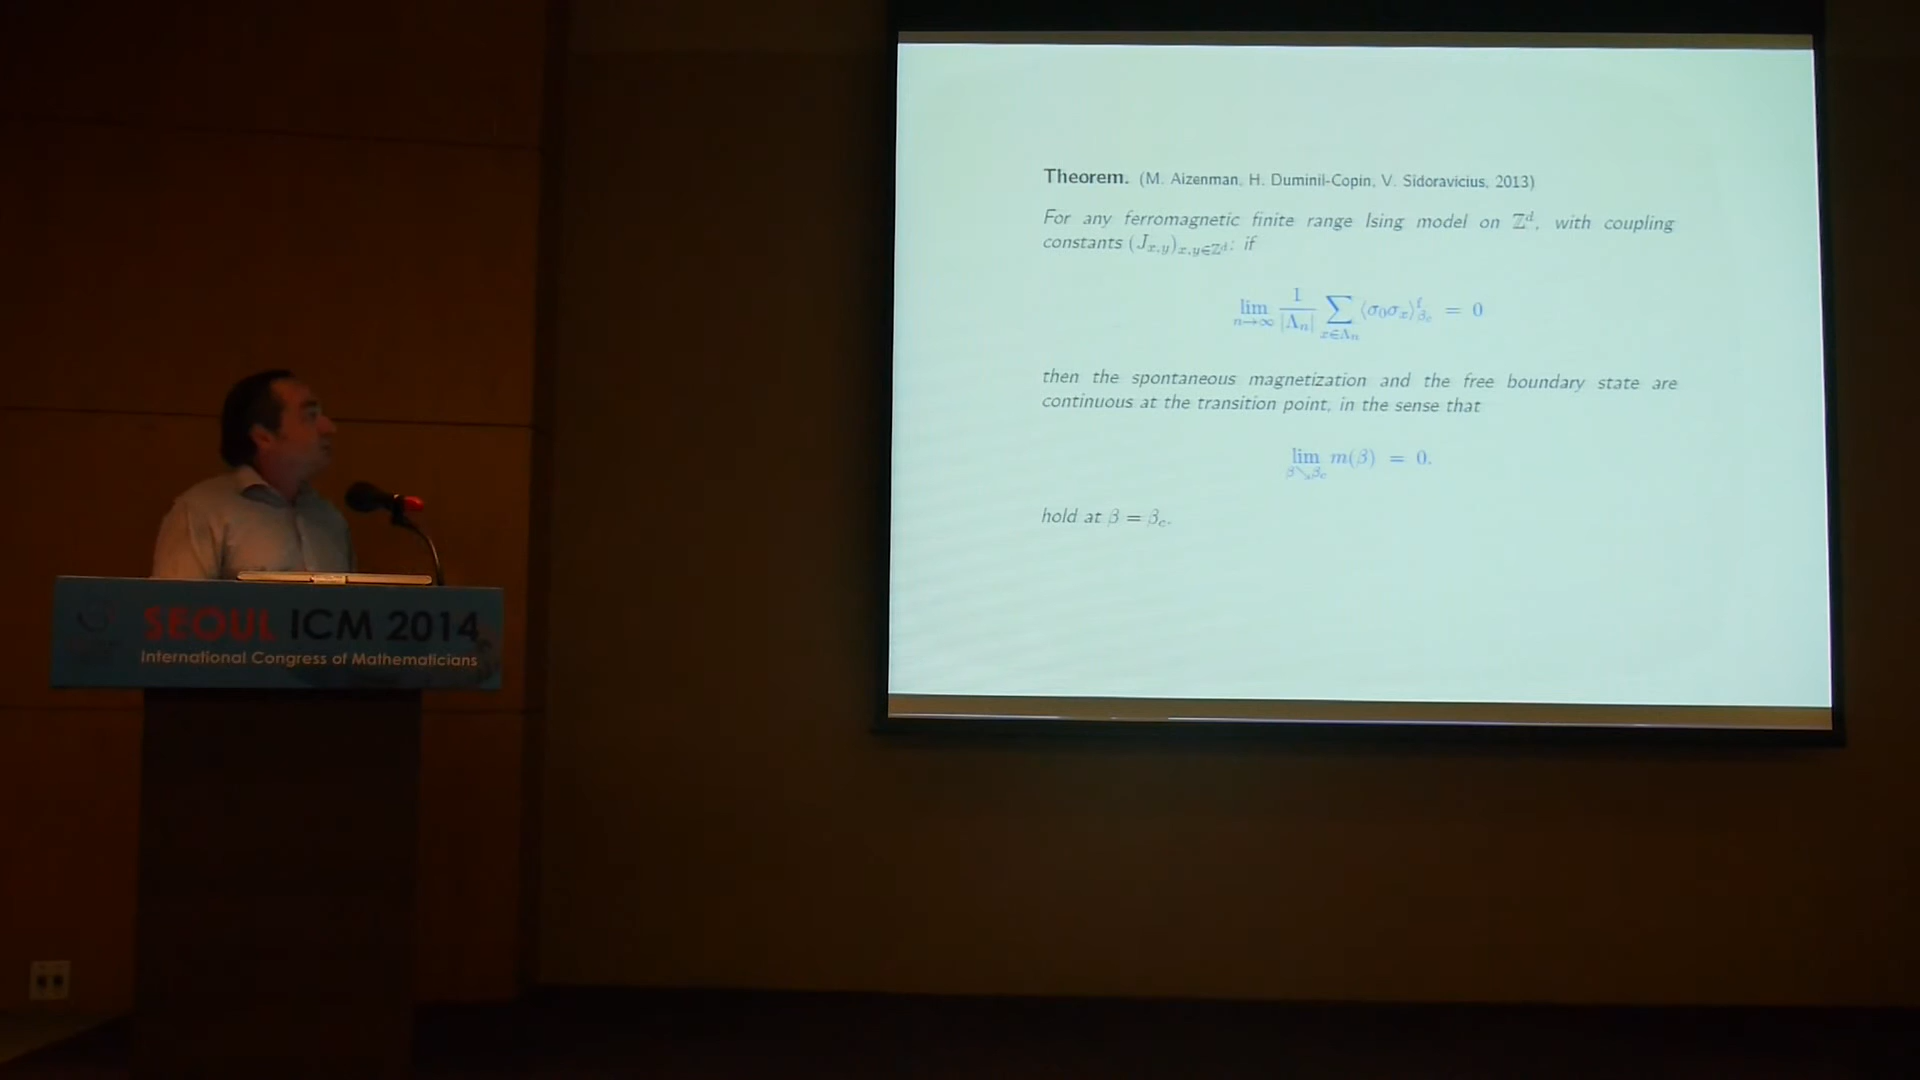 Theorem. (M. Aizenman, H. Duminil-Copin, V. Sidoravicius, 2013)
For any ferromagnetic finite range Ising model on ℤ^d, with coupling
constants (J_{x,y})_{x,y∈ℤ^d}: if
lim_{n→∞} 1/|Λ_n| ∑_{x∈Λ_n} ⟨σ_0σ_x⟩^f_{β_c} = 0
then the spontaneous magnetization and the free boundary state are
continuous at the transition point, in the sense that
lim_{β↘β_c} m(β) = 0.
hold at β = β_c.
SEOUL ICM 2014
International Congress of Mathematicians